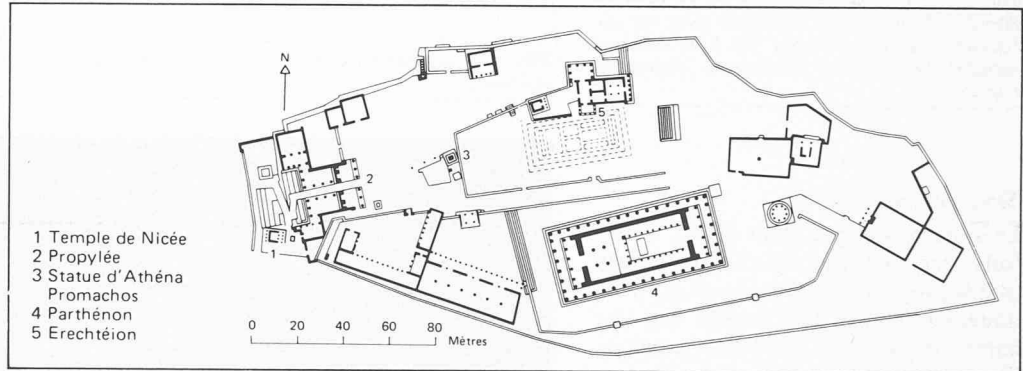 N
5
3
2
1
4
1 Temple de Nicée
2 Propylée
3 Statue d'Athéna
Promachos
4 Parthénon
5 Erechtéion
0 20 40 60 80 Mètres